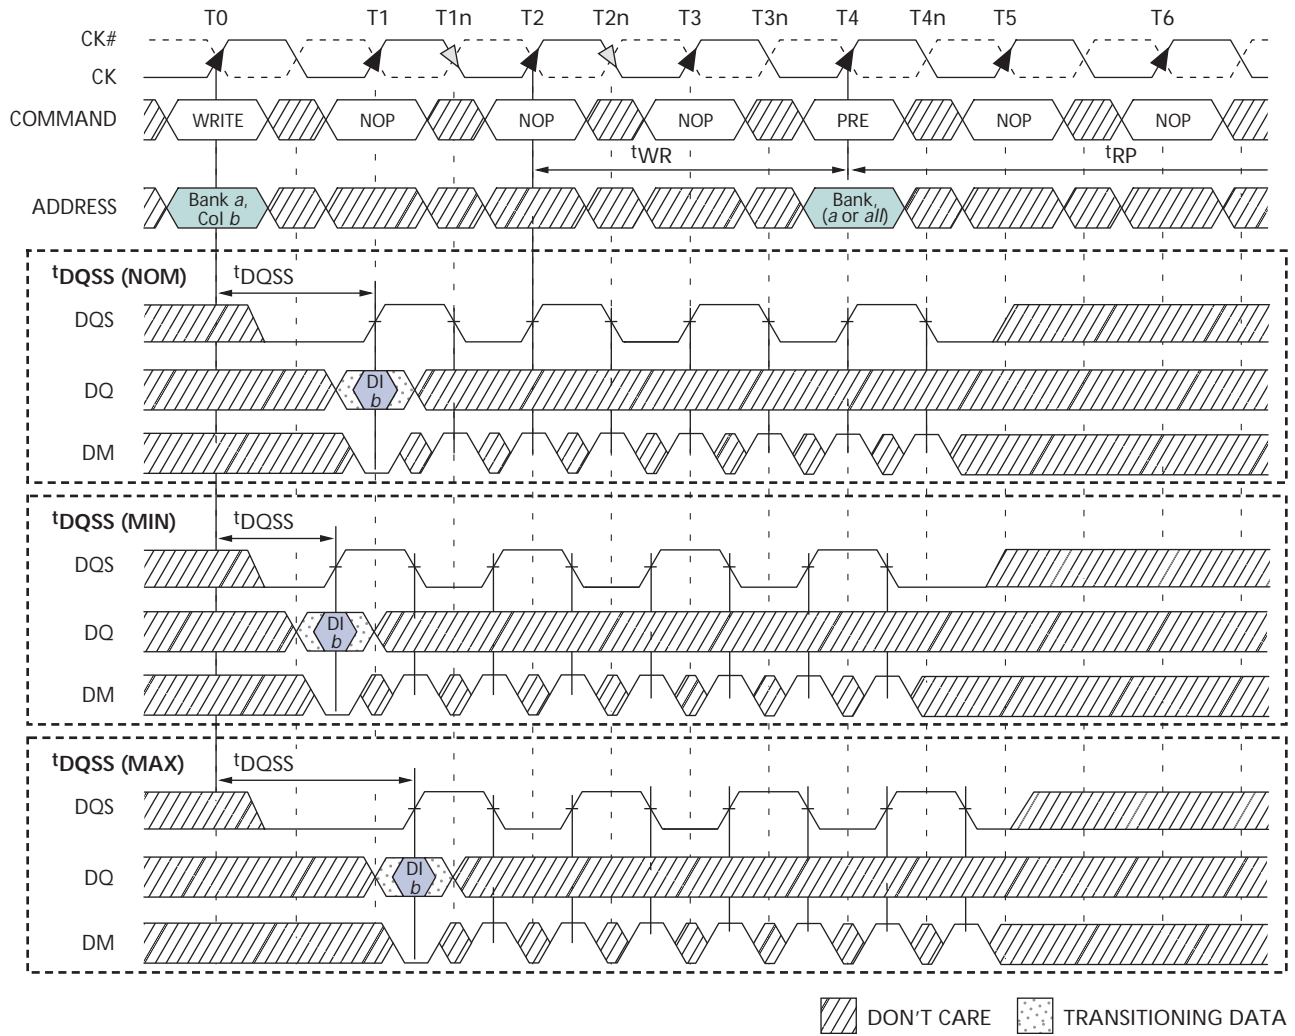 T0 T1 T1n T2 T2n T3 T3n T4 T4n T5 T6
CK#
CK
COMMAND WRITE NOP NOP NOP PRE NOP NOP
tWR tRP
ADDRESS
Bank a,
Col b
Bank,
(a or all)
tDQSS (NOM) tDQSS
DQS
DQ
DI
b
DM
tDQSS (MIN) tDQSS
DQS
DQ
DI
b
DM
tDQSS (MAX) tDQSS
DQS
DQ
DI
b
DM
DON'T CARE TRANSITIONING DATA